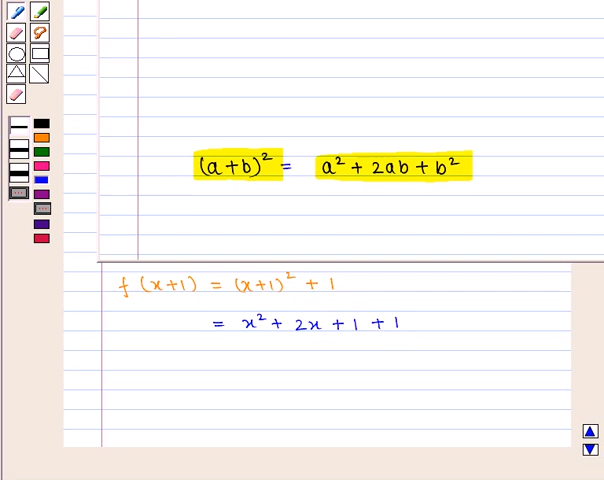 (a+b)² = a² + 2ab + b²
f (x+1) = (x+1)² + 1
= x² + 2x + 1 + 1